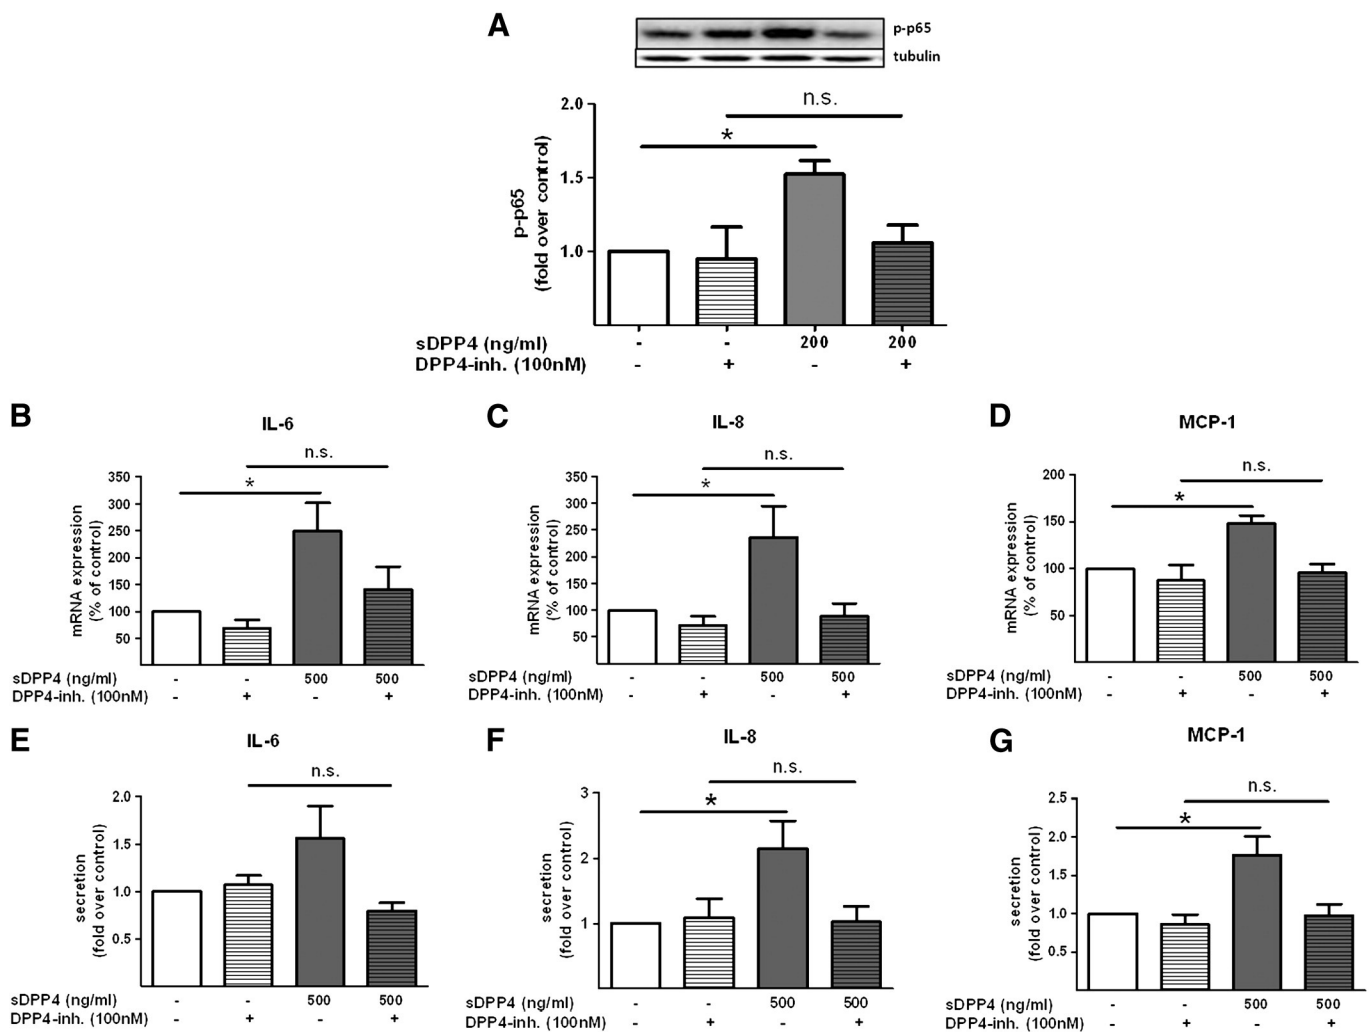 A
p-p65
tubulin
n.s.
*
2.0
1.5
1.0
p-p65
(fold over control)
sDPP4 (ng/ml) - - 200 200
DPP4-inh. (100nM) - + - +
B
IL-6
n.s.
*
350
300
250
200
150
100
50
mRNA expression
(% of control)
sDPP4 (ng/ml) - - 500 500
DPP4-inh. (100nM) - + - +
C
IL-8
n.s.
*
350
300
250
200
150
100
50
mRNA expression
(% of control)
sDPP4 (ng/ml) - - 500 500
DPP4-inh. (100nM) - + - +
D
MCP-1
n.s.
*
200
150
100
50
mRNA expression
(% of control)
sDPP4 (ng/ml) - - 500 500
DPP4-inh. (100nM) - + - +
E
IL-6
n.s.
2.0
1.5
1.0
0.5
secretion
(fold over control)
sDPP4 (ng/ml) - - 500 500
DPP4-inh. (100nM) - + - +
F
IL-8
n.s.
*
3
2
1
secretion
(fold over control)
sDPP4 (ng/ml) - - 500 500
DPP4-inh. (100nM) - + - +
G
MCP-1
n.s.
*
2.5
2.0
1.5
1.0
0.5
secretion
(fold over control)
sDPP4 (ng/ml) - - 500 500
DPP4-inh. (100nM) - + - +